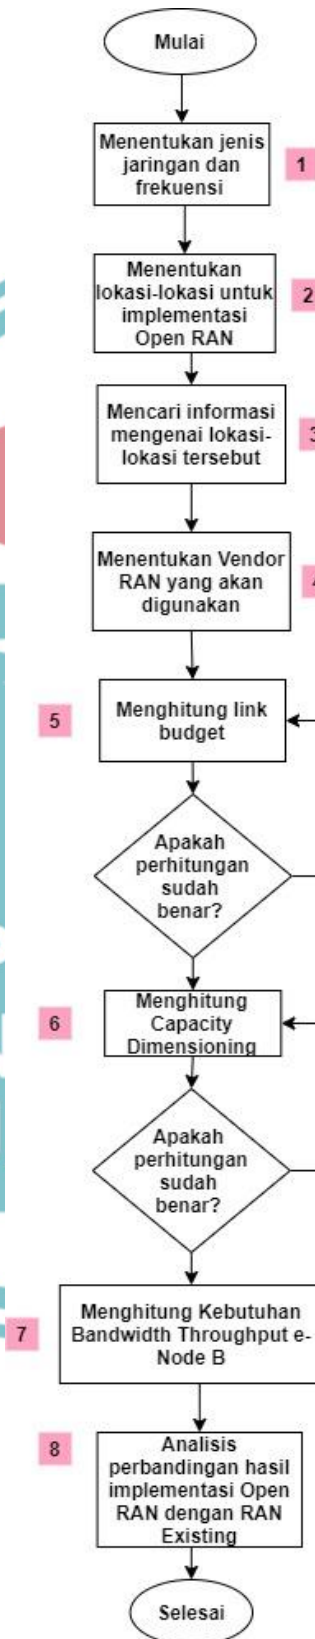 Mulai
Menentukan jenis
jaringan dan
frekuensi
1
Menentukan
lokasi-lokasi untuk
implementasi
Open RAN
2
Mencari informasi
mengenai lokasi-
lokasi tersebut
3
Menentukan Vendor
RAN yang akan
digunakan
4
5
Menghitung link
budget
Apakah
perhitungan
sudah
benar?
6
Menghitung
Capacity
Dimensioning
Apakah
perhitungan
sudah
benar?
7
Menghitung Kebutuhan
Bandwidth Throughput e-
Node B
8
Analisis
perbandingan hasil
implementasi Open
RAN dengan RAN
Existing
Selesai